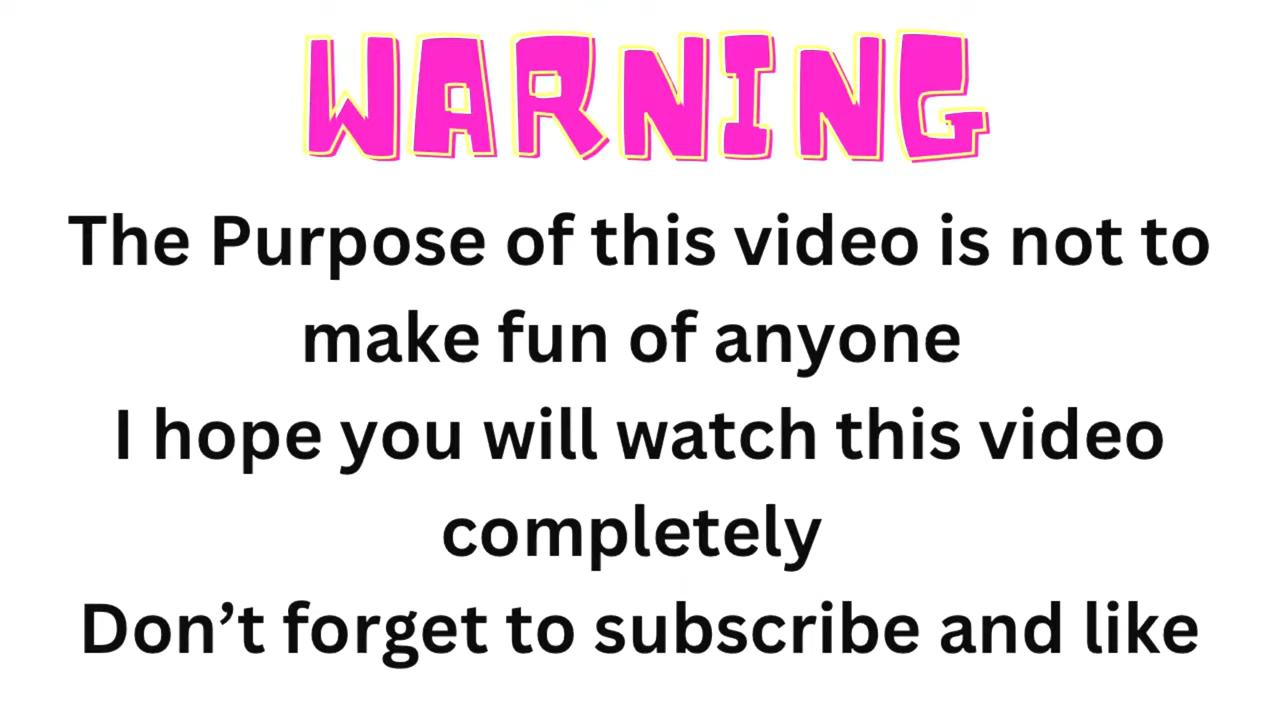 WARNING
The Purpose of this video is not to
make fun of anyone
I hope you will watch this video
completely
Don’t forget to subscribe and like